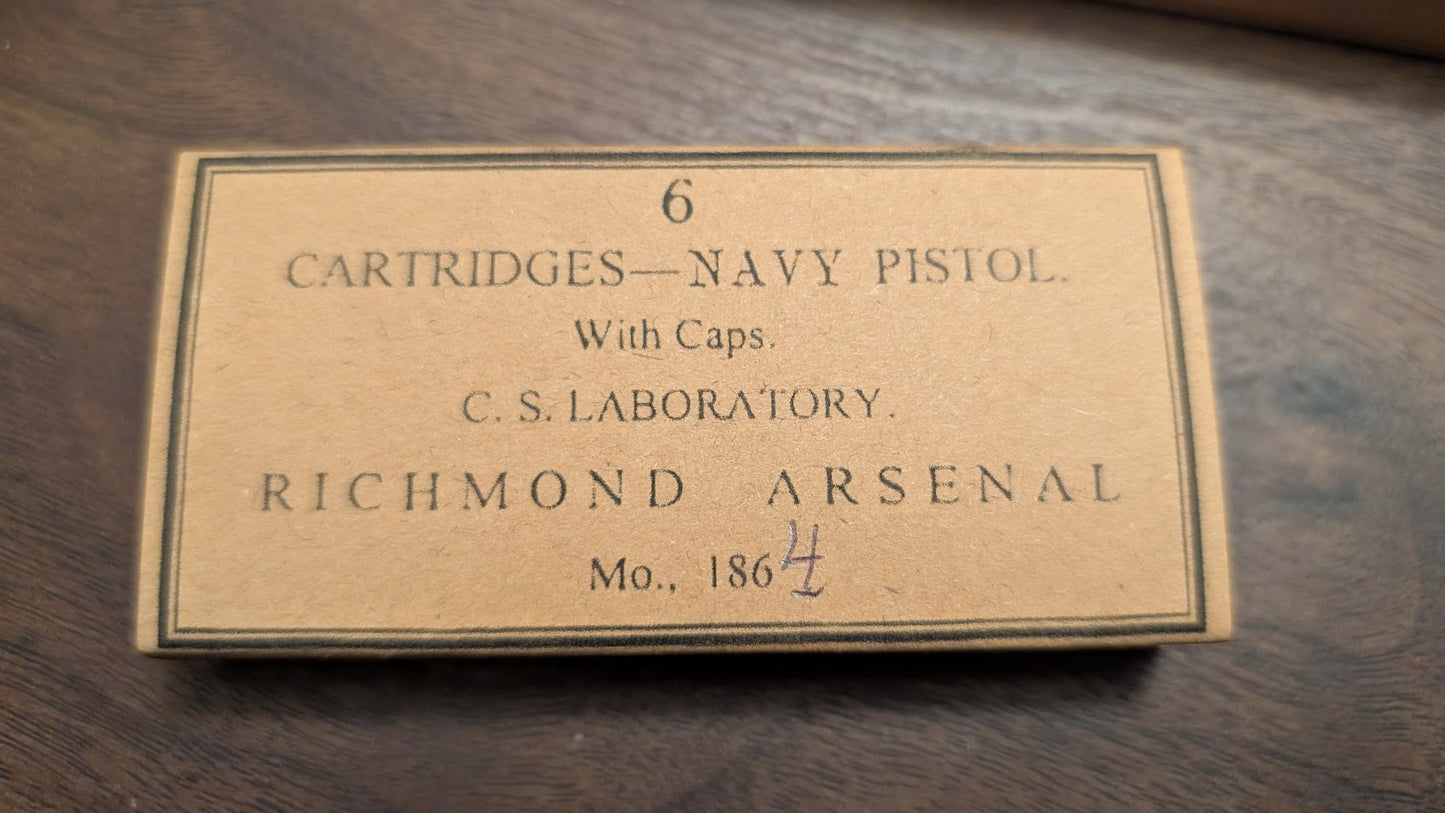 6
CARTRIDGES—NAVY PISTOL.
With Caps.
C. S. LABORATORY.
RICHMOND ARSENAL
Mo., 1864